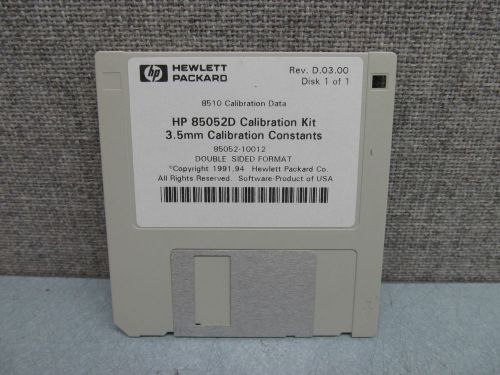 hp HEWLETT
PACKARD
Rev. D.03.00
Disk 1 of 1
8510 Calibration Data
HP 85052D Calibration Kit
3.5mm Calibration Constants
85052-10012
DOUBLE SIDED FORMAT
©Copyright 1991,94 Hewlett Packard Co.
All Rights Reserved. Software-Product of USA